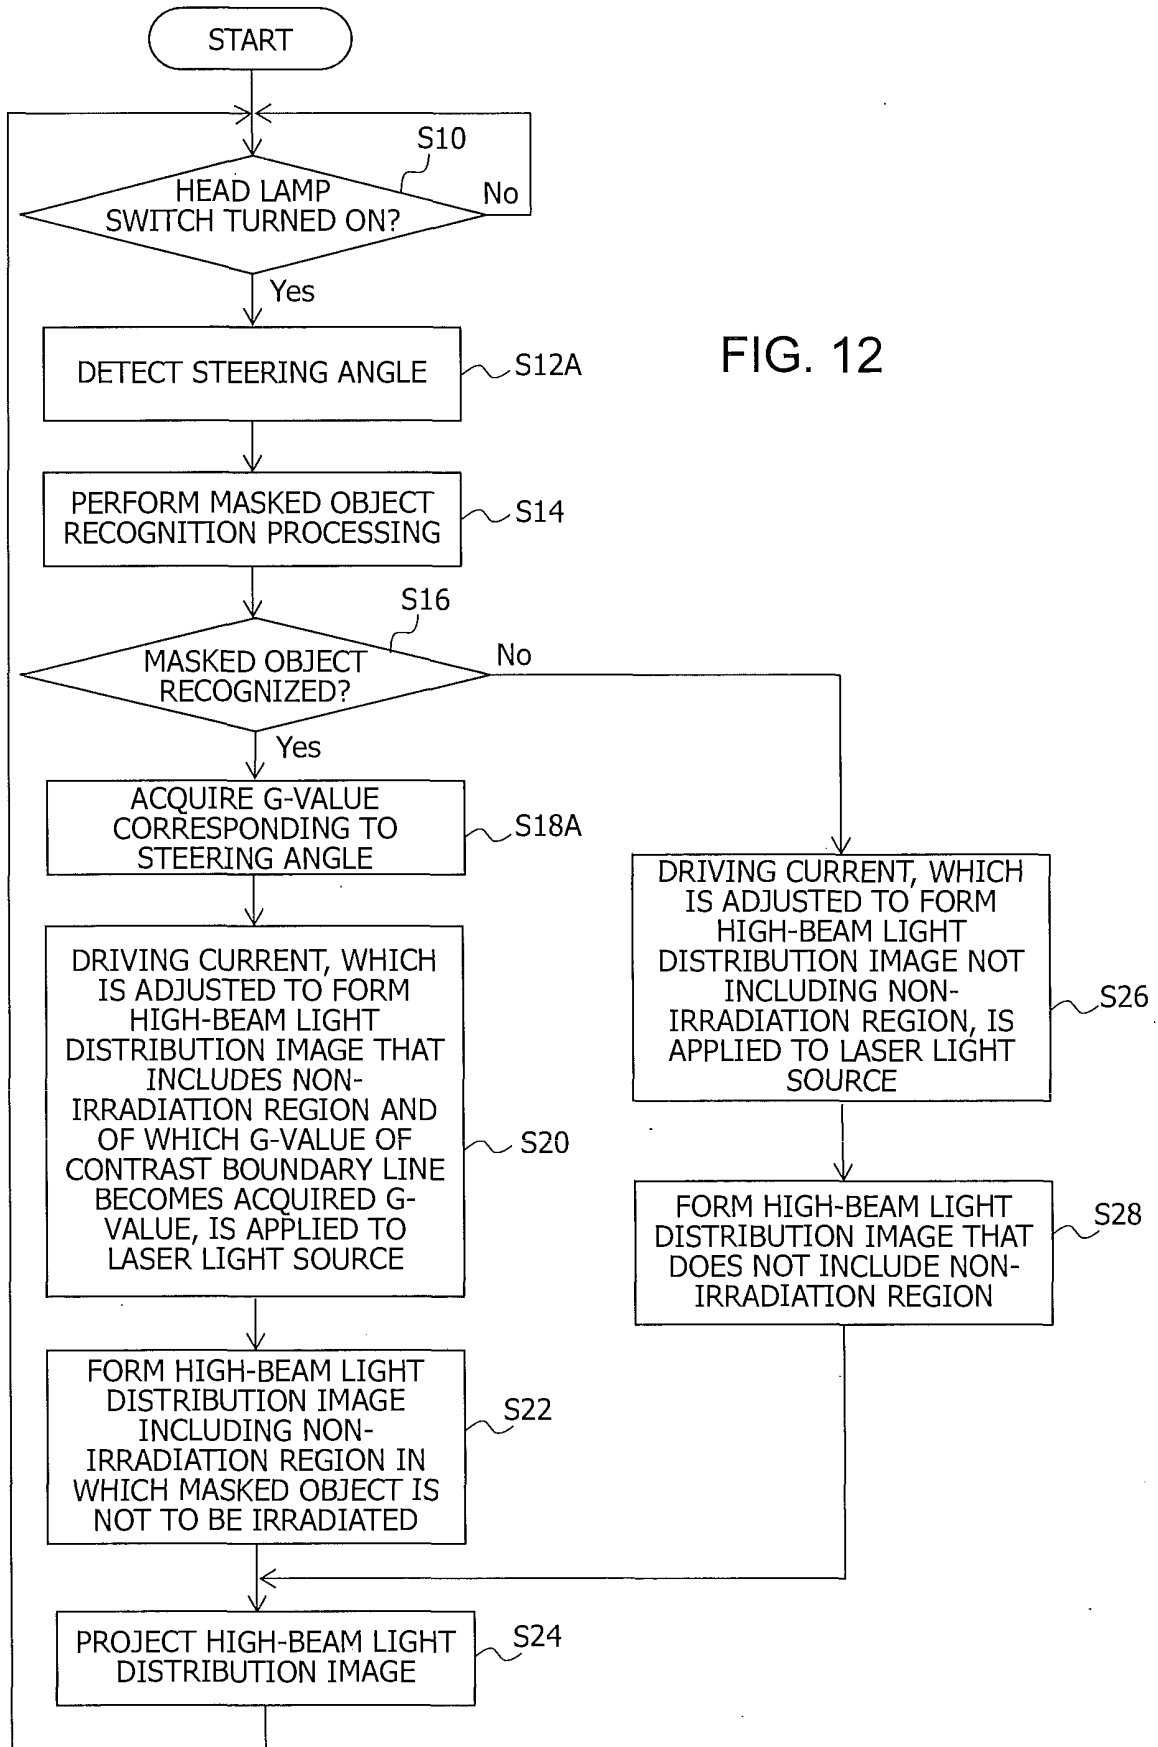 START
S10
HEAD LAMP
SWITCH TURNED ON?
No
Yes
DETECT STEERING ANGLE
S12A
FIG. 12
PERFORM MASKED OBJECT
RECOGNITION PROCESSING
S14
S16
MASKED OBJECT
RECOGNIZED?
No
Yes
ACQUIRE G-VALUE
CORRESPONDING TO
STEERING ANGLE
S18A
DRIVING CURRENT, WHICH
IS ADJUSTED TO FORM
HIGH-BEAM LIGHT
DISTRIBUTION IMAGE THAT
INCLUDES NON-
IRRADIATION REGION AND
OF WHICH G-VALUE OF
CONTRAST BOUNDARY LINE
BECOMES ACQUIRED G-
VALUE, IS APPLIED TO
LASER LIGHT SOURCE
S20
DRIVING CURRENT, WHICH
IS ADJUSTED TO FORM
HIGH-BEAM LIGHT
DISTRIBUTION IMAGE NOT
INCLUDING NON-
IRRADIATION REGION, IS
APPLIED TO LASER LIGHT
SOURCE
S26
FORM HIGH-BEAM LIGHT
DISTRIBUTION IMAGE THAT
DOES NOT INCLUDE NON-
IRRADIATION REGION
S28
FORM HIGH-BEAM LIGHT
DISTRIBUTION IMAGE
INCLUDING NON-
IRRADIATION REGION IN
WHICH MASKED OBJECT IS
NOT TO BE IRRADIATED
S22
PROJECT HIGH-BEAM LIGHT
DISTRIBUTION IMAGE
S24